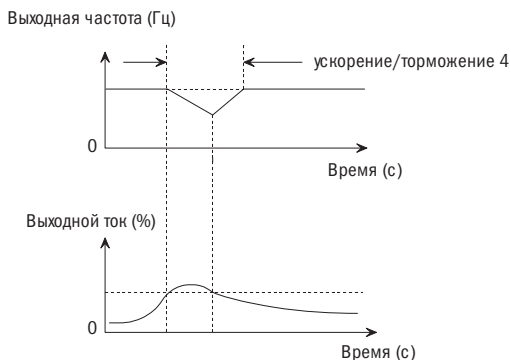 Выходная частота (Гц)
ускорение/торможение 4
0
Время (с)
Выходной ток (%)
0
Время (с)